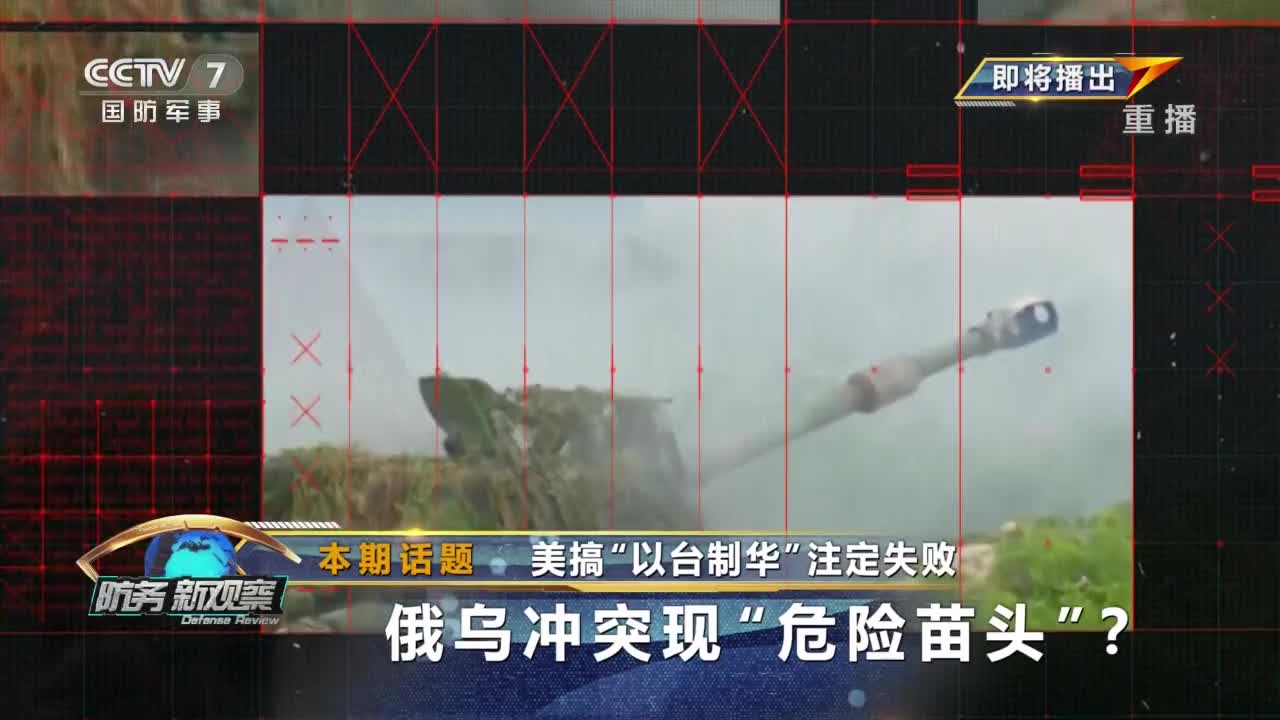 CCTV 7
国防军事
即将播出
重播
本期话题 美搞“以台制华”注定失败
防务新观察
Defense Review
俄乌冲突现“危险苗头”?